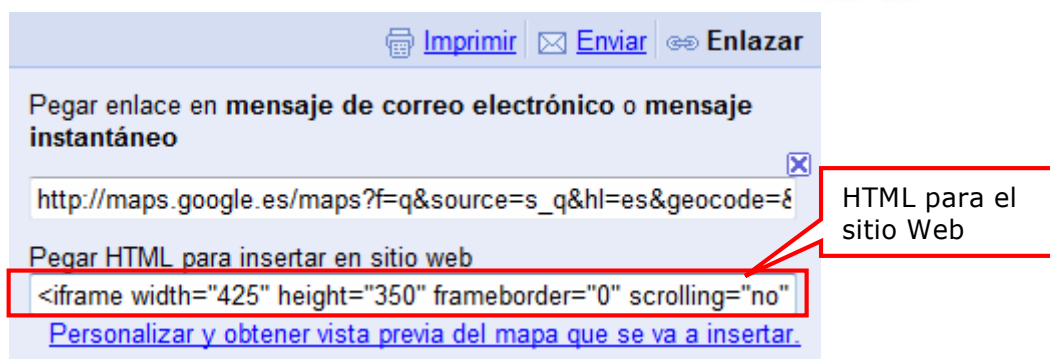 Imprimir Enviar Enlazar
Pegar enlace en mensaje de correo electrónico o mensaje
instantáneo
http://maps.google.es/maps?f=q&source=s_q&hl=es&geocode=&
HTML para el
sitio Web
Pegar HTML para insertar en sitio web
<iframe width="425" height="350" frameborder="0" scrolling="no"
Personalizar y obtener vista previa del mapa que se va a insertar.